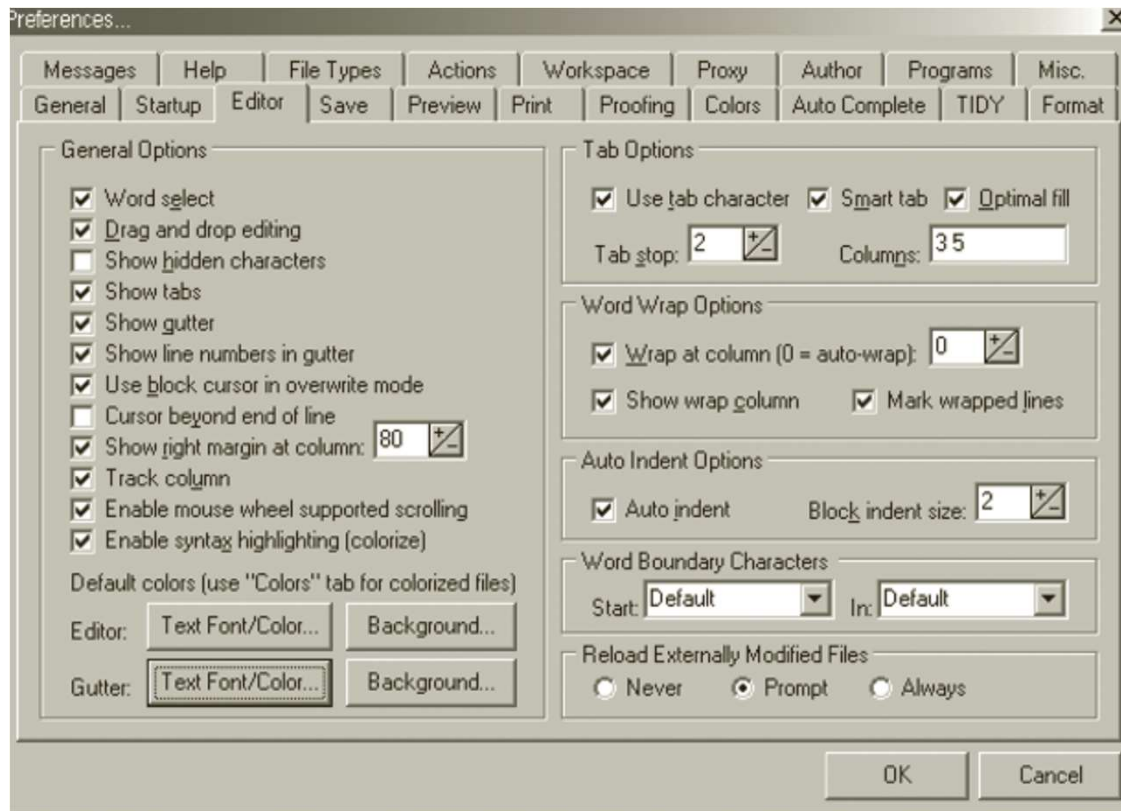 Preferences...
Messages Help File Types Actions Workspace Proxy Author Programs Misc.
General Startup Editor Save Preview Print Proofing Colors Auto Complete TIDY Format
General Options
Word select
Drag and drop editing
Show hidden characters
Show tabs
Show gutter
Show line numbers in gutter
Use block cursor in overwrite mode
Cursor beyond end of line
Show right margin at column: 80
Track column
Enable mouse wheel supported scrolling
Enable syntax highlighting (colorize)
Default colors (use "Colors" tab for colorized files)
Editor: Text Font/Color... Background...
Gutter: Text Font/Color... Background...
Tab Options
Use tab character Smart tab Optimal fill
Tab stop: 2 Columns: 3 5
Word Wrap Options
Wrap at column (0 = auto-wrap): 0
Show wrap column Mark wrapped lines
Auto Indent Options
Auto indent Block indent size: 2
Word Boundary Characters
Start: Default In: Default
Reload Externally Modified Files
Never Prompt Always
OK Cancel